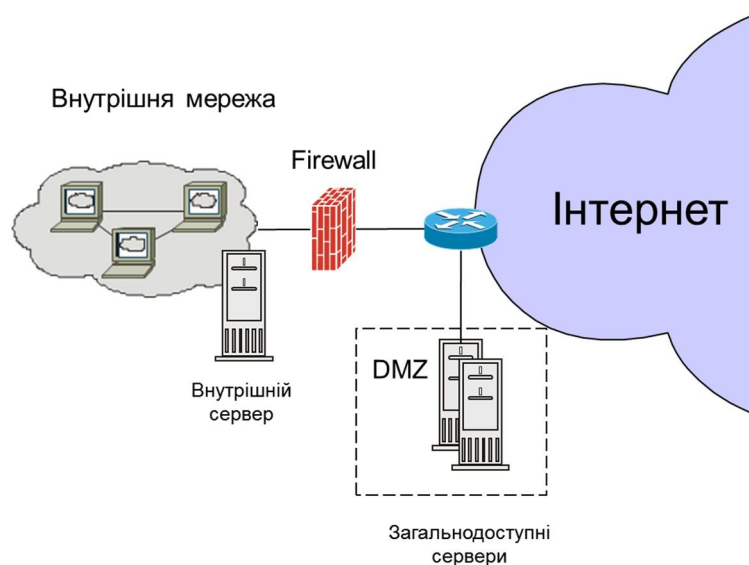 Внутрішня мережа
Firewall
Інтернет
DMZ
Внутрішній
сервер
Загальнодоступні
сервери